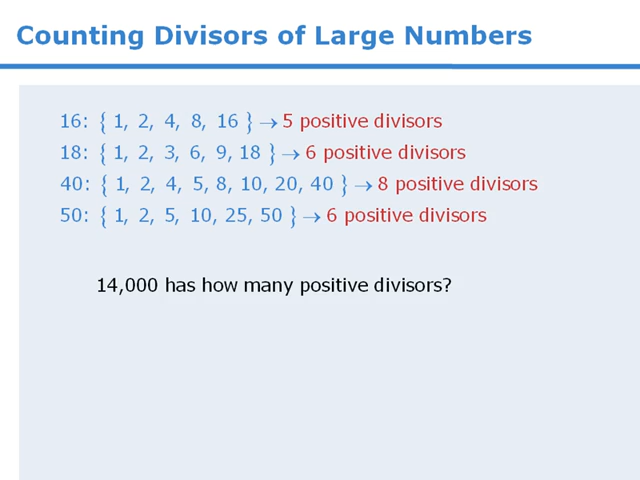 Counting Divisors of Large Numbers
16: { 1, 2, 4, 8, 16 } → 5 positive divisors
18: { 1, 2, 3, 6, 9, 18 } → 6 positive divisors
40: { 1, 2, 4, 5, 8, 10, 20, 40 } → 8 positive divisors
50: { 1, 2, 5, 10, 25, 50 } → 6 positive divisors
14,000 has how many positive divisors?